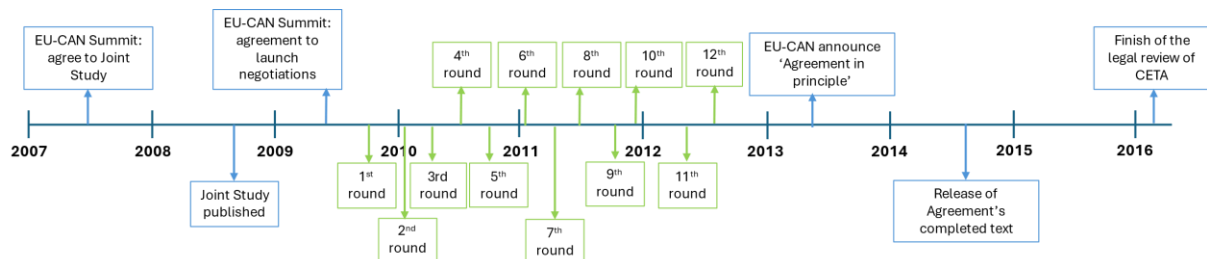 EU-CAN Summit:
agree to Joint
Study
EU-CAN Summit:
agreement to
launch
negotiations
4th
round
6th
round
8th
round
10th
round
12th
round
EU-CAN announce
‘Agreement in
principle’
Finish of the
legal review of
CETA
2007
2008
2009
2010
2011
2012
2013
2014
2015
2016
Joint Study
published
1st
round
2nd
round
3rd
round
5th
round
7th
round
9th
round
11th
round
Release of
Agreement’s
completed text